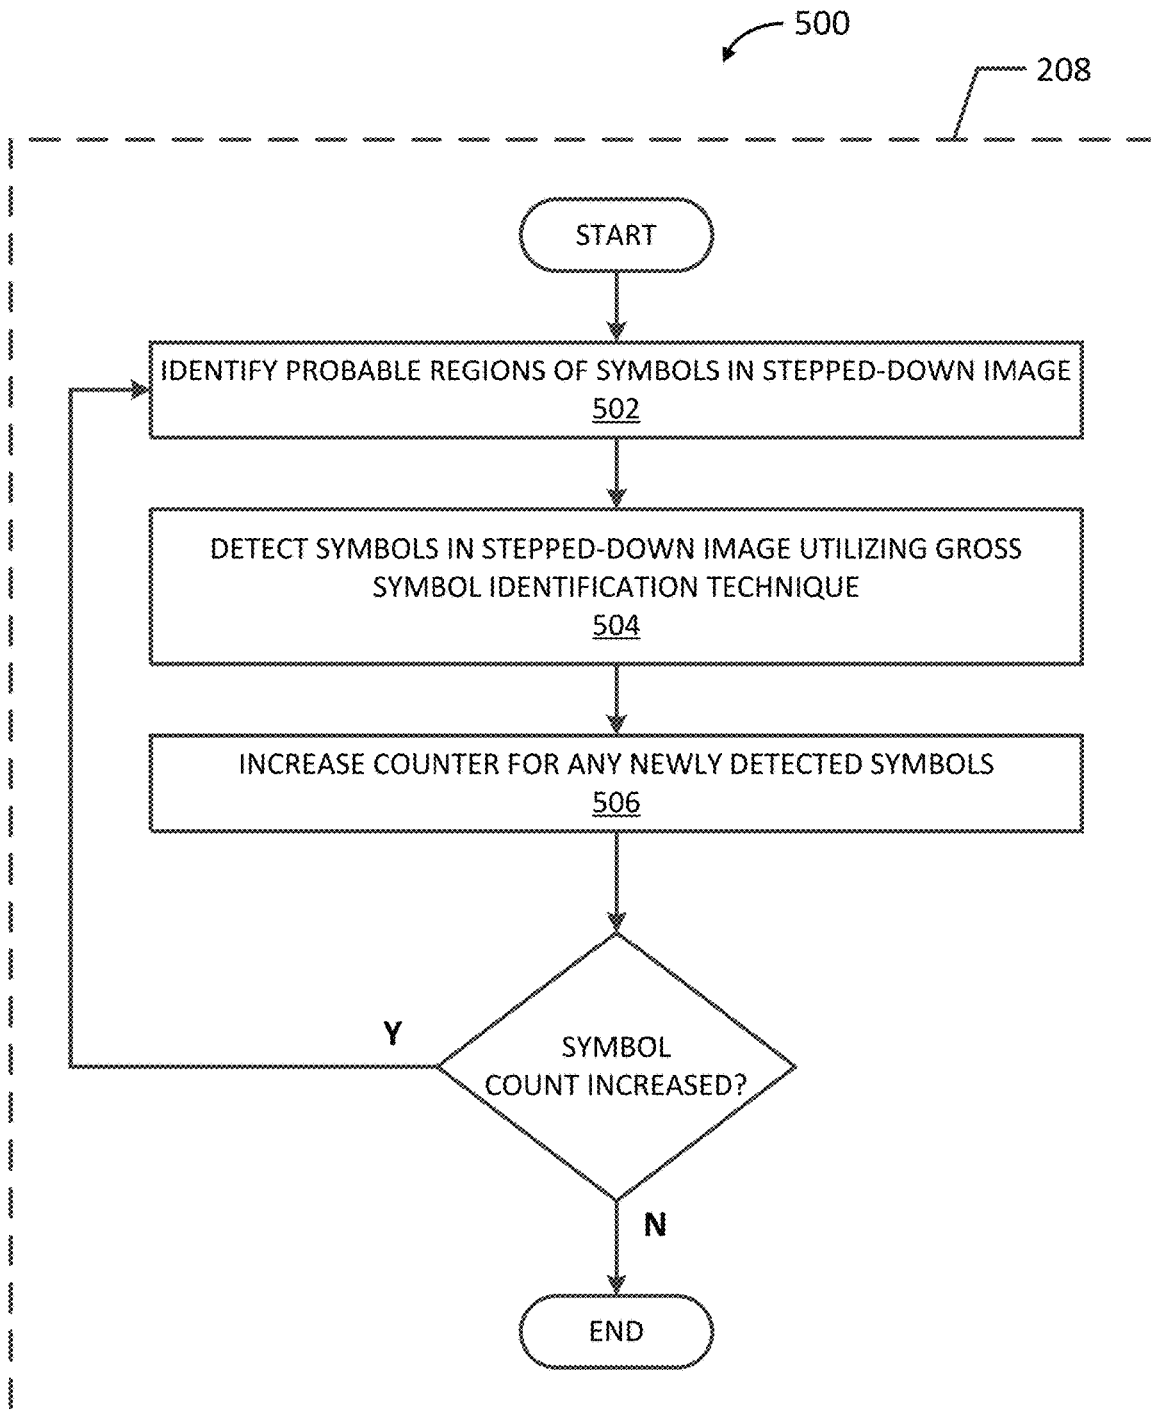 500
208
START
IDENTIFY PROBABLE REGIONS OF SYMBOLS IN STEPPED-DOWN IMAGE
502
DETECT SYMBOLS IN STEPPED-DOWN IMAGE UTILIZING GROSS
SYMBOL IDENTIFICATION TECHNIQUE
504
INCREASE COUNTER FOR ANY NEWLY DETECTED SYMBOLS
506
Y
SYMBOL
COUNT INCREASED?
N
END